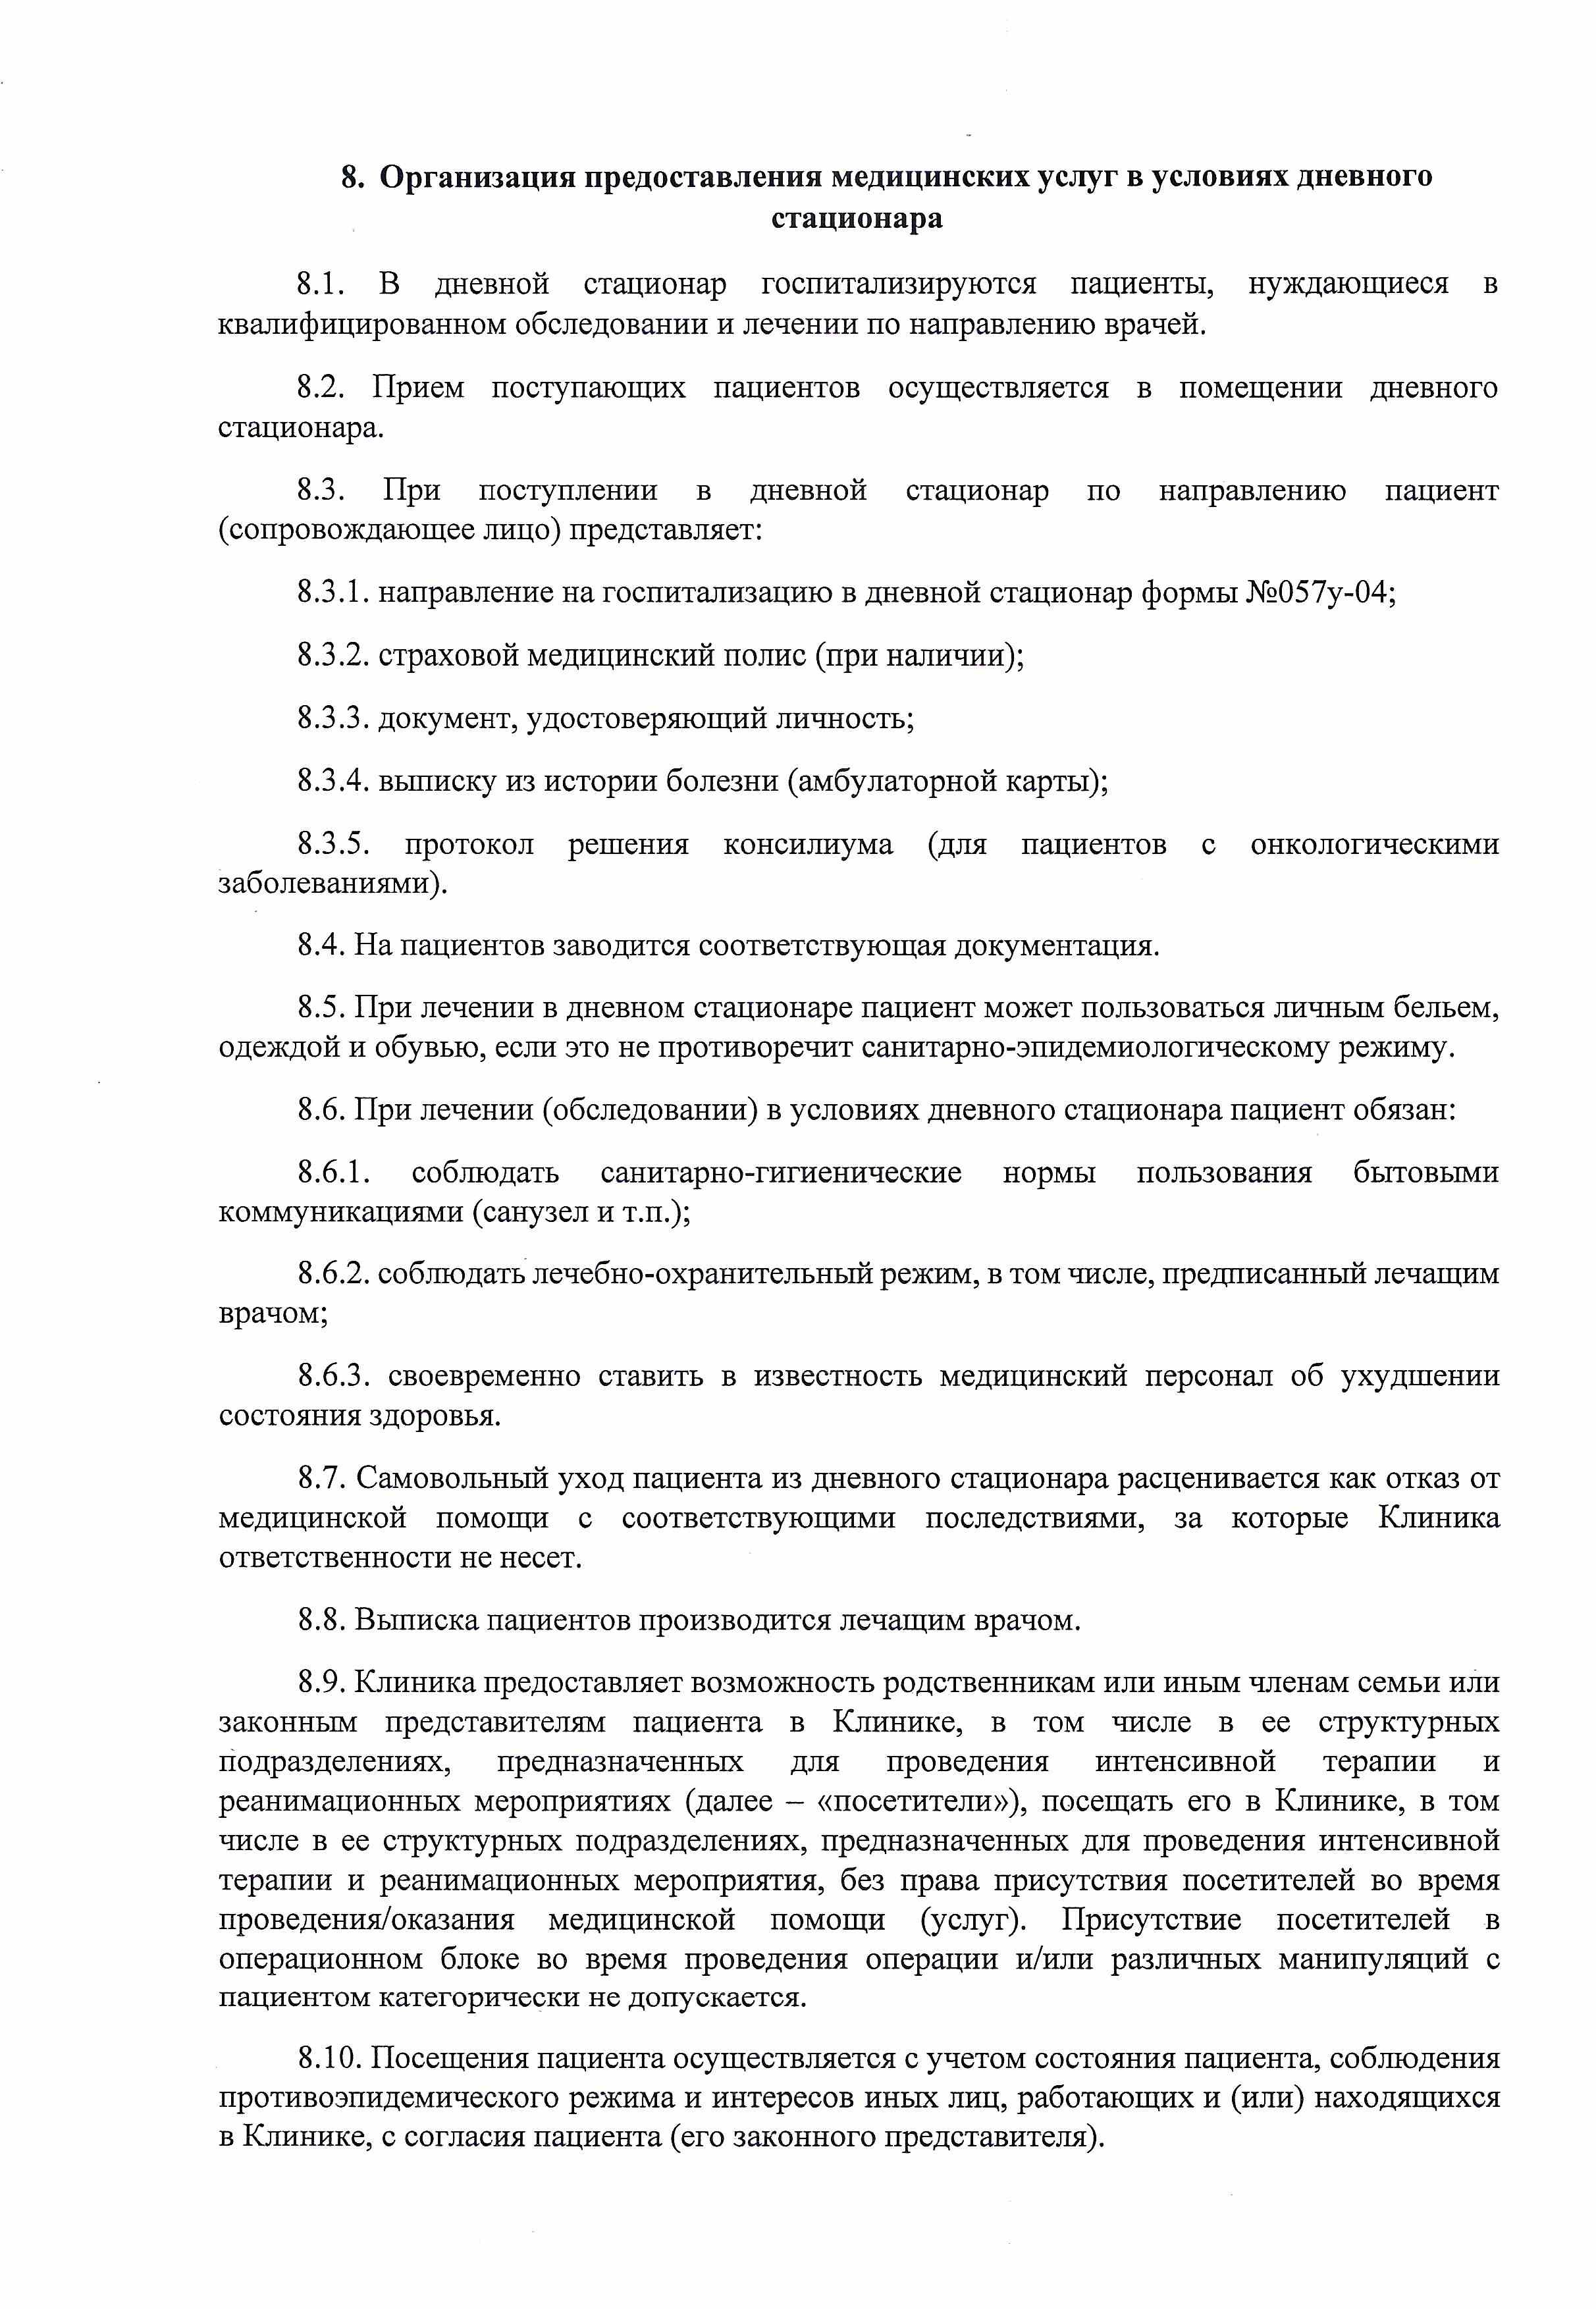 8. Организация предоставления медицинских услуг в условиях дневного
стационара
8.1. В дневной стационар госпитализируются пациенты, нуждающиеся в
квалифицированном обследовании и лечении по направлению врачей.
8.2. Прием поступающих пациентов осуществляется в помещении дневного
стационара.
8.3. При поступлении в дневной стационар по направлению пациент
(сопровождающее лицо) представляет:
8.3.1. направление на госпитализацию в дневной стационар формы №057у-04;
8.3.2. страховой медицинский полис (при наличии);
8.3.3. документ, удостоверяющий личность;
8.3.4. выписку из истории болезни (амбулаторной карты);
8.3.5. протокол решения консилиума (для пациентов с онкологическими
заболеваниями).
8.4. На пациентов заводится соответствующая документация.
8.5. При лечении в дневном стационаре пациент может пользоваться личным бельем,
одеждой и обувью, если это не противоречит санитарно-эпидемиологическому режиму.
8.6. При лечении (обследовании) в условиях дневного стационара пациент обязан:
8.6.1. соблюдать санитарно-гигиенические нормы пользования бытовыми
коммуникациями (санузел и т.п.);
8.6.2. соблюдать лечебно-охранительный режим, в том числе, предписанный лечащим
врачом;
8.6.3. своевременно ставить в известность медицинский персонал об ухудшении
состояния здоровья.
8.7. Самовольный уход пациента из дневного стационара расценивается как отказ от
медицинской помощи с соответствующими последствиями, за которые Клиника
ответственности не несет.
8.8. Выписка пациентов производится лечащим врачом.
8.9. Клиника предоставляет возможность родственникам или иным членам семьи или
законным представителям пациента в Клинике, в том числе в ее структурных
подразделениях, предназначенных для проведения интенсивной терапии и
реанимационных мероприятиях (далее – «посетители»), посещать его в Клинике, в том
числе в ее структурных подразделениях, предназначенных для проведения интенсивной
терапии и реанимационных мероприятия, без права присутствия посетителей во время
проведения/оказания медицинской помощи (услуг). Присутствие посетителей в
операционном блоке во время проведения операции и/или различных манипуляций с
пациентом категорически не допускается.
8.10. Посещения пациента осуществляется с учетом состояния пациента, соблюдения
противоэпидемического режима и интересов иных лиц, работающих и (или) находящихся
в Клинике, с согласия пациента (его законного представителя).